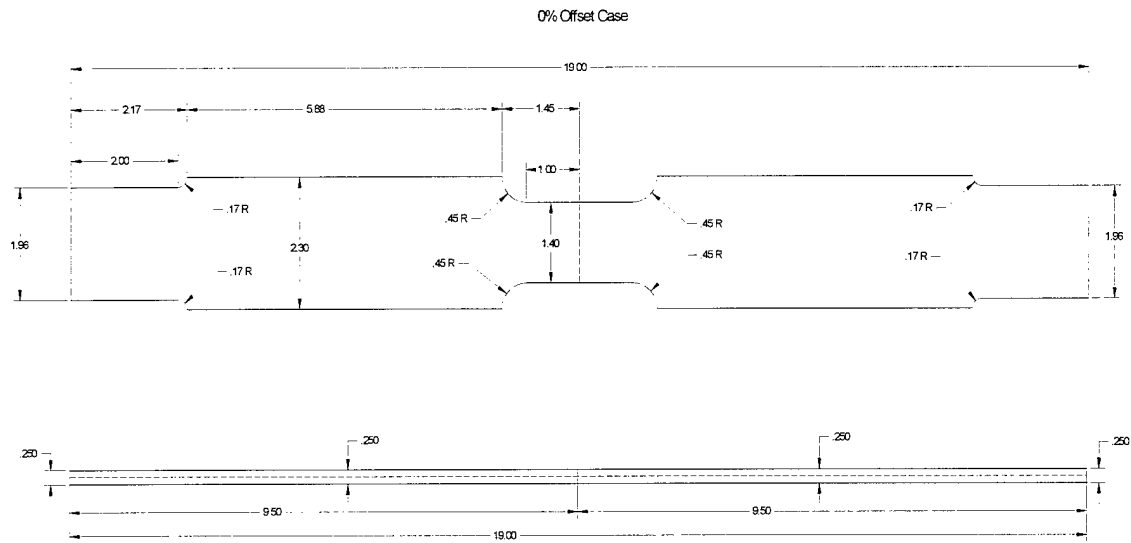 0% Offset Case
19.00
2.17 5.88 1.45
2.00 1.00
.17 R .45 R .45 R .17 R
1.96 2.30 1.40 1.96
.17 R .45 R .45 R .17 R
.250 .250 .250 .250
9.50 9.50
19.00